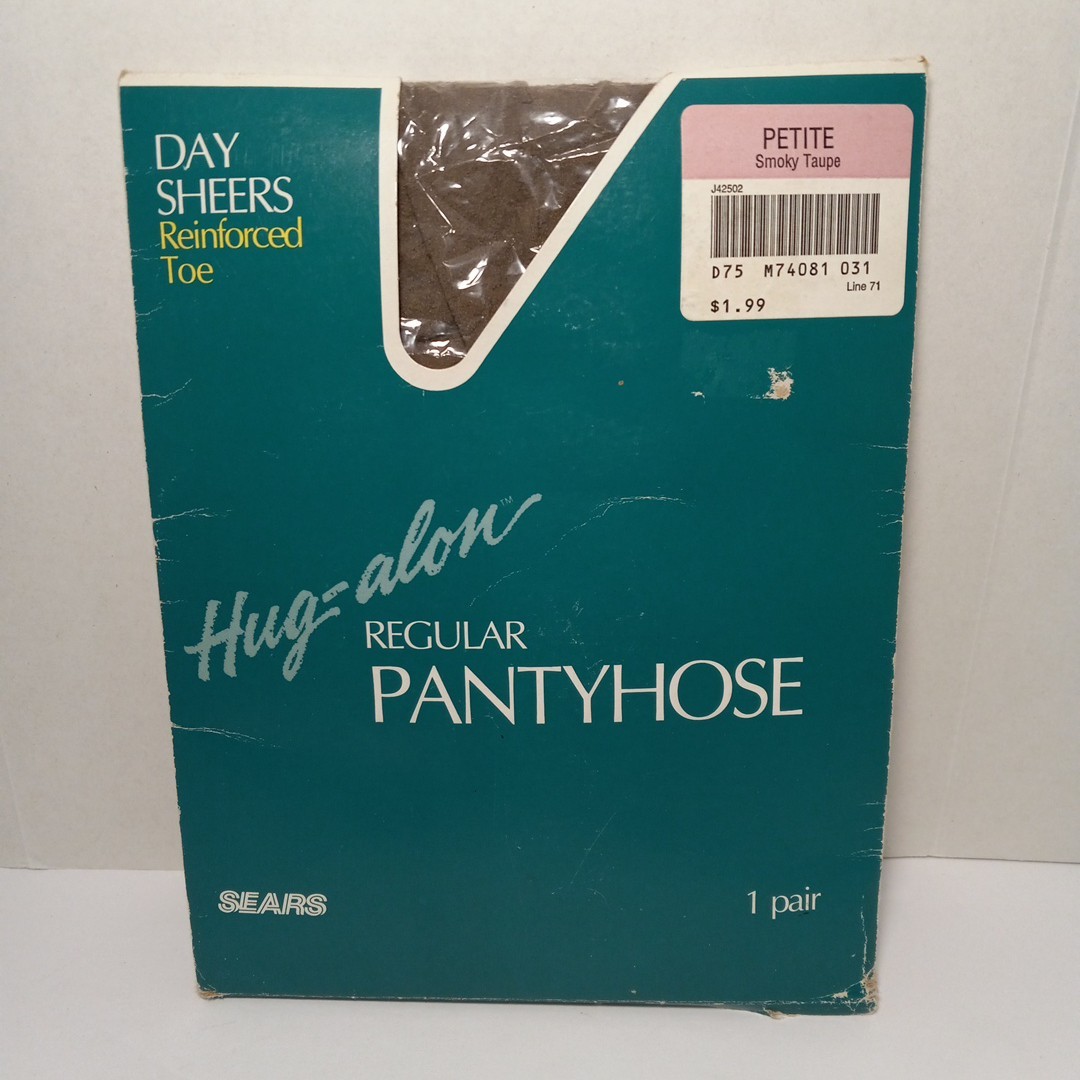 DAY
SHEERS
Reinforced
Toe
PETITE
Smoky Taupe
J42502
D75 M74081 031
Line 71
$1.99
Hug-alon™
REGULAR
PANTYHOSE
SEARS
1 pair